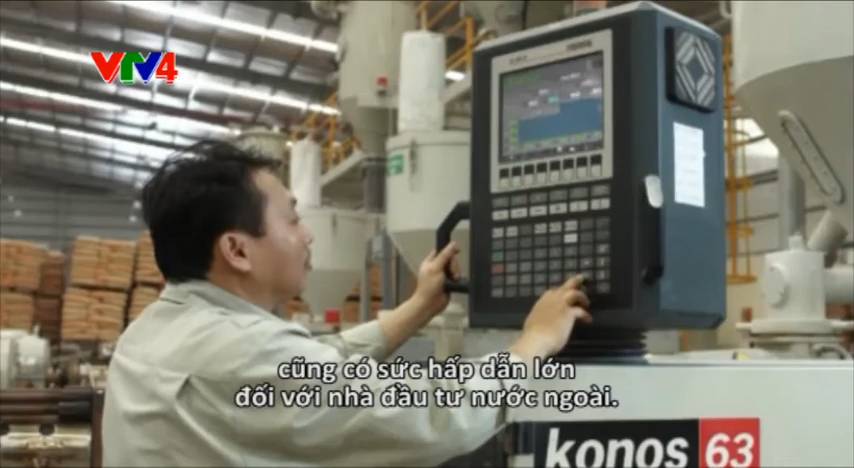 VTV4
cũng có sức hấp dẫn lớn
đối với nhà đầu tư nước ngoài.
konos 63